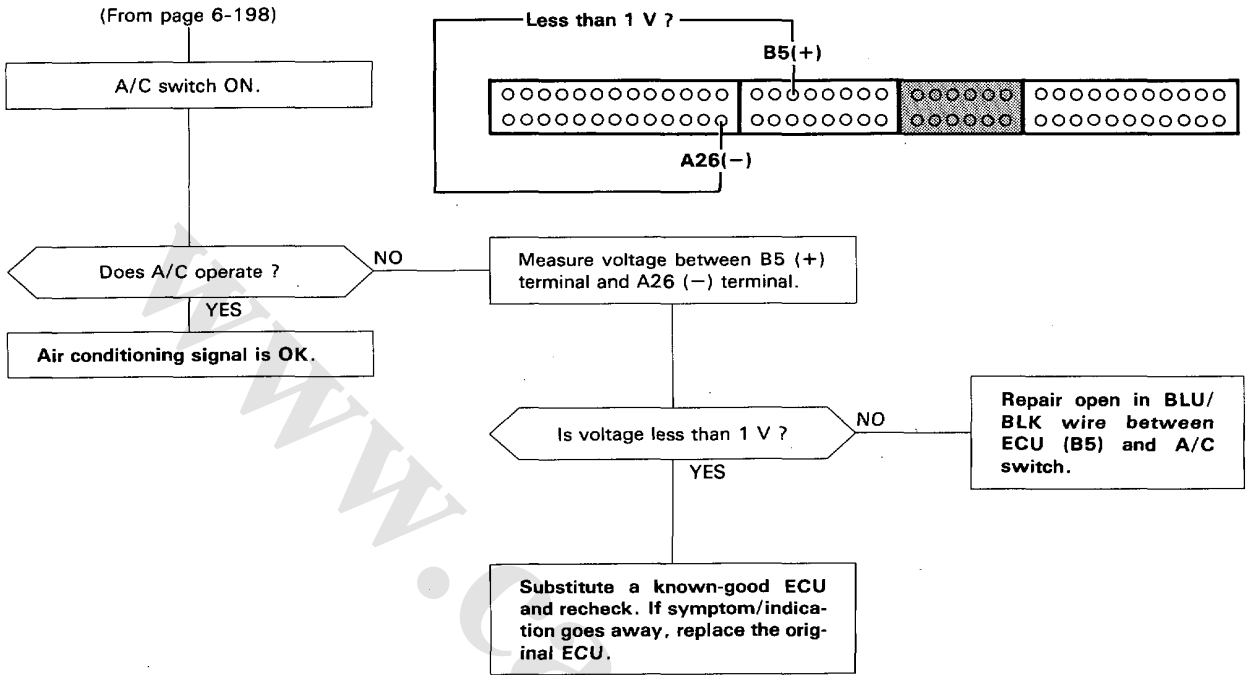 (From page 6-198)
A/C switch ON.
Less than 1 V ?
B5(+)
A26(−)
Does A/C operate ?
NO
YES
Air conditioning signal is OK.
Measure voltage between B5 (+)
terminal and A26 (−) terminal.
Is voltage less than 1 V ?
NO
YES
Repair open in BLU/
BLK wire between
ECU (B5) and A/C
switch.
Substitute a known-good ECU
and recheck. If symptom/indica-
tion goes away, replace the orig-
inal ECU.